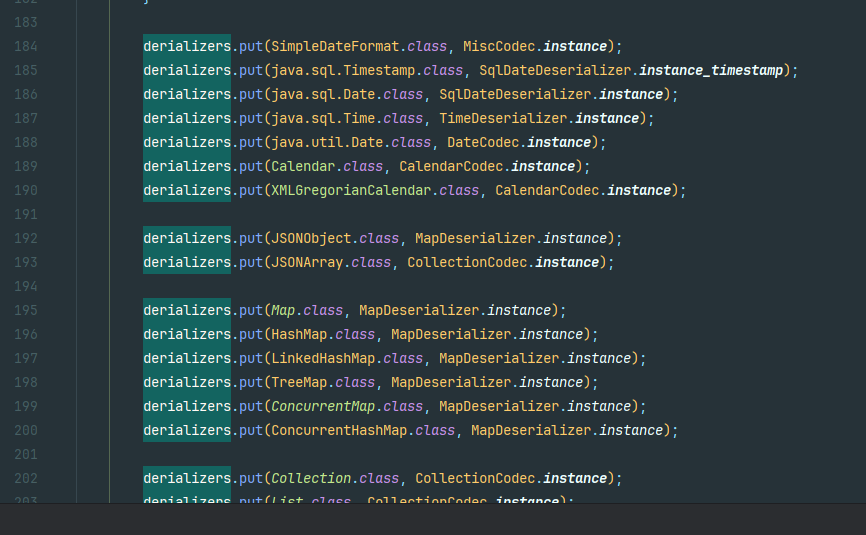 182 }
183
184 derializers.put(SimpleDateFormat.class, MiscCodec.instance);
185 derializers.put(java.sql.Timestamp.class, SqlDateDeserializer.instance_timestamp);
186 derializers.put(java.sql.Date.class, SqlDateDeserializer.instance);
187 derializers.put(java.sql.Time.class, TimeDeserializer.instance);
188 derializers.put(java.util.Date.class, DateCodec.instance);
189 derializers.put(Calendar.class, CalendarCodec.instance);
190 derializers.put(XMLGregorianCalendar.class, CalendarCodec.instance);
191
192 derializers.put(JSONObject.class, MapDeserializer.instance);
193 derializers.put(JSONArray.class, CollectionCodec.instance);
194
195 derializers.put(Map.class, MapDeserializer.instance);
196 derializers.put(HashMap.class, MapDeserializer.instance);
197 derializers.put(LinkedHashMap.class, MapDeserializer.instance);
198 derializers.put(TreeMap.class, MapDeserializer.instance);
199 derializers.put(ConcurrentMap.class, MapDeserializer.instance);
200 derializers.put(ConcurrentHashMap.class, MapDeserializer.instance);
201
202 derializers.put(Collection.class, CollectionCodec.instance);
203 derializers.put(List.class, CollectionCodec.instance);